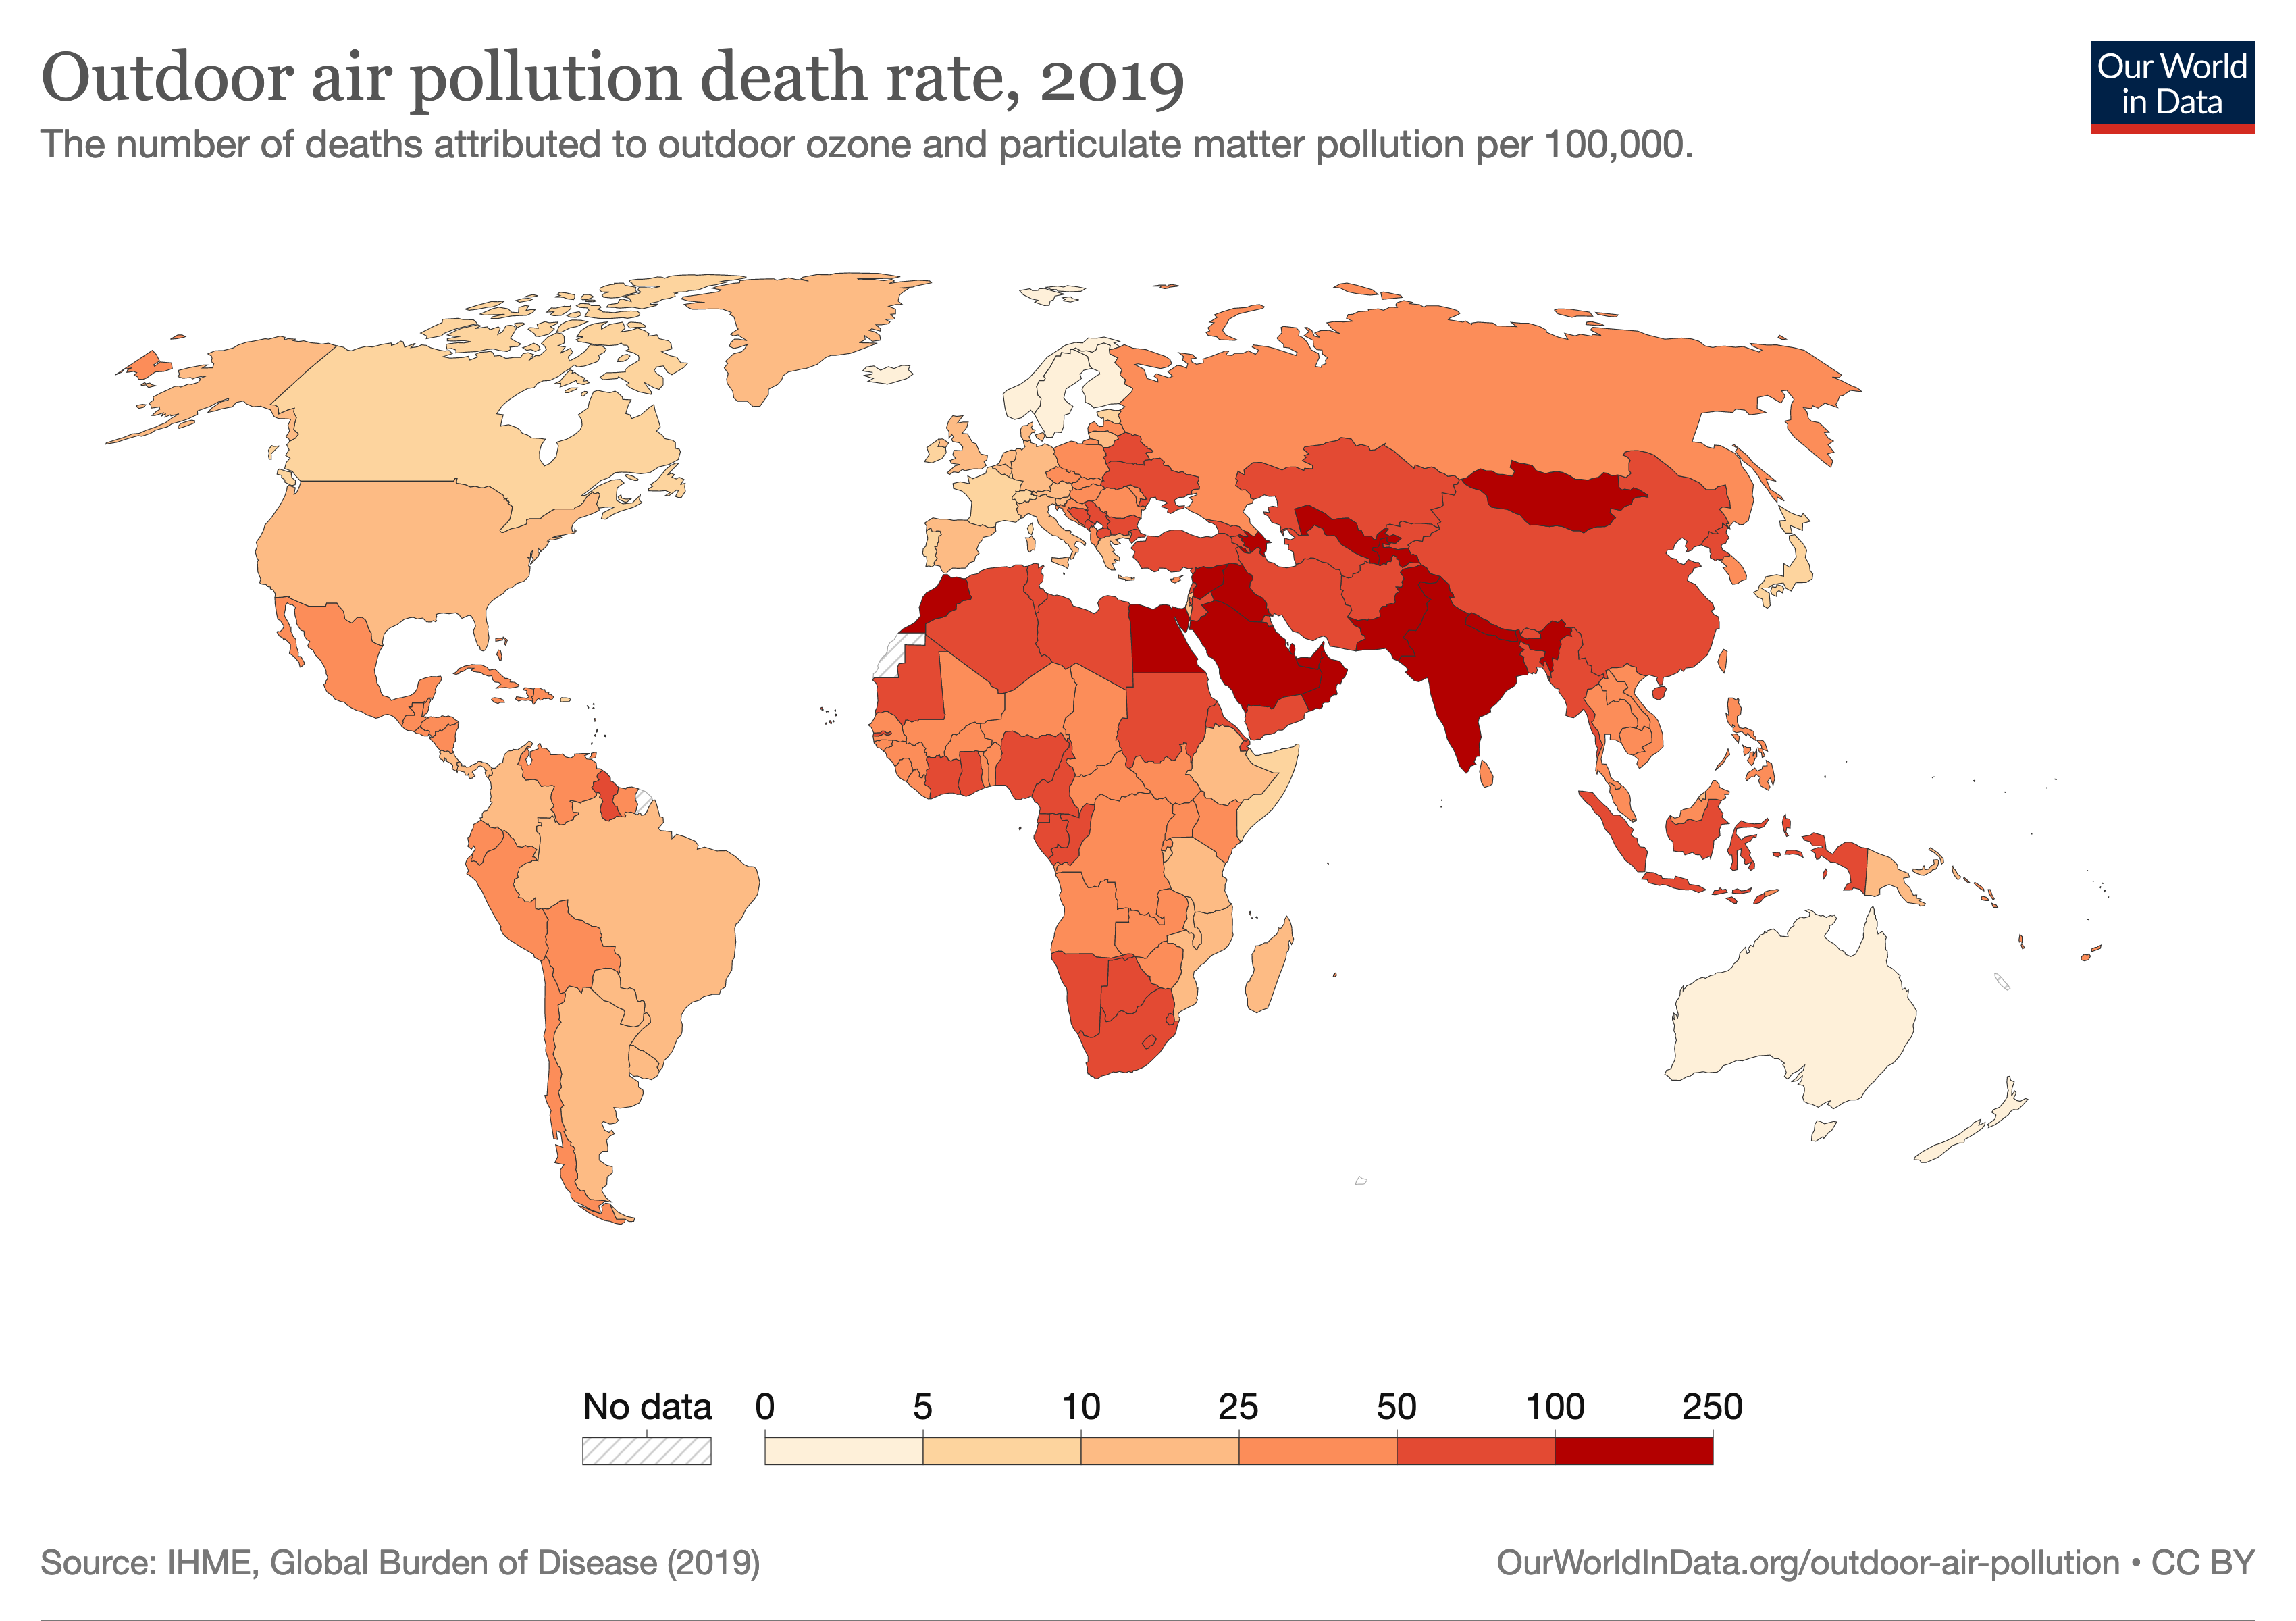 Outdoor air pollution death rate, 2019
Our World
in Data
The number of deaths attributed to outdoor ozone and particulate matter pollution per 100,000.
No data 0 5 10 25 50 100 250
Source: IHME, Global Burden of Disease (2019)
OurWorldInData.org/outdoor-air-pollution • CC BY